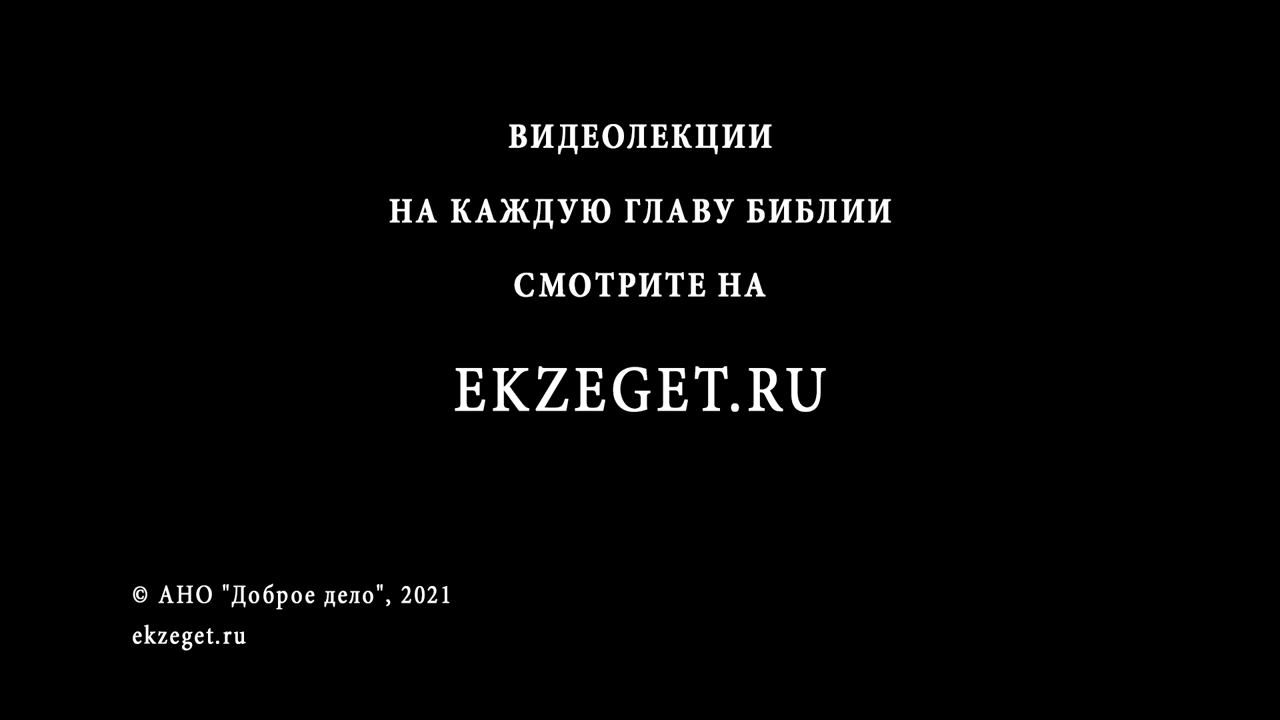 ВИДЕОЛЕКЦИИ
НА КАЖДУЮ ГЛАВУ БИБЛИИ
СМОТРИТЕ НА
EKZEGET.RU
© АНО "Доброе дело", 2021
ekzeget.ru